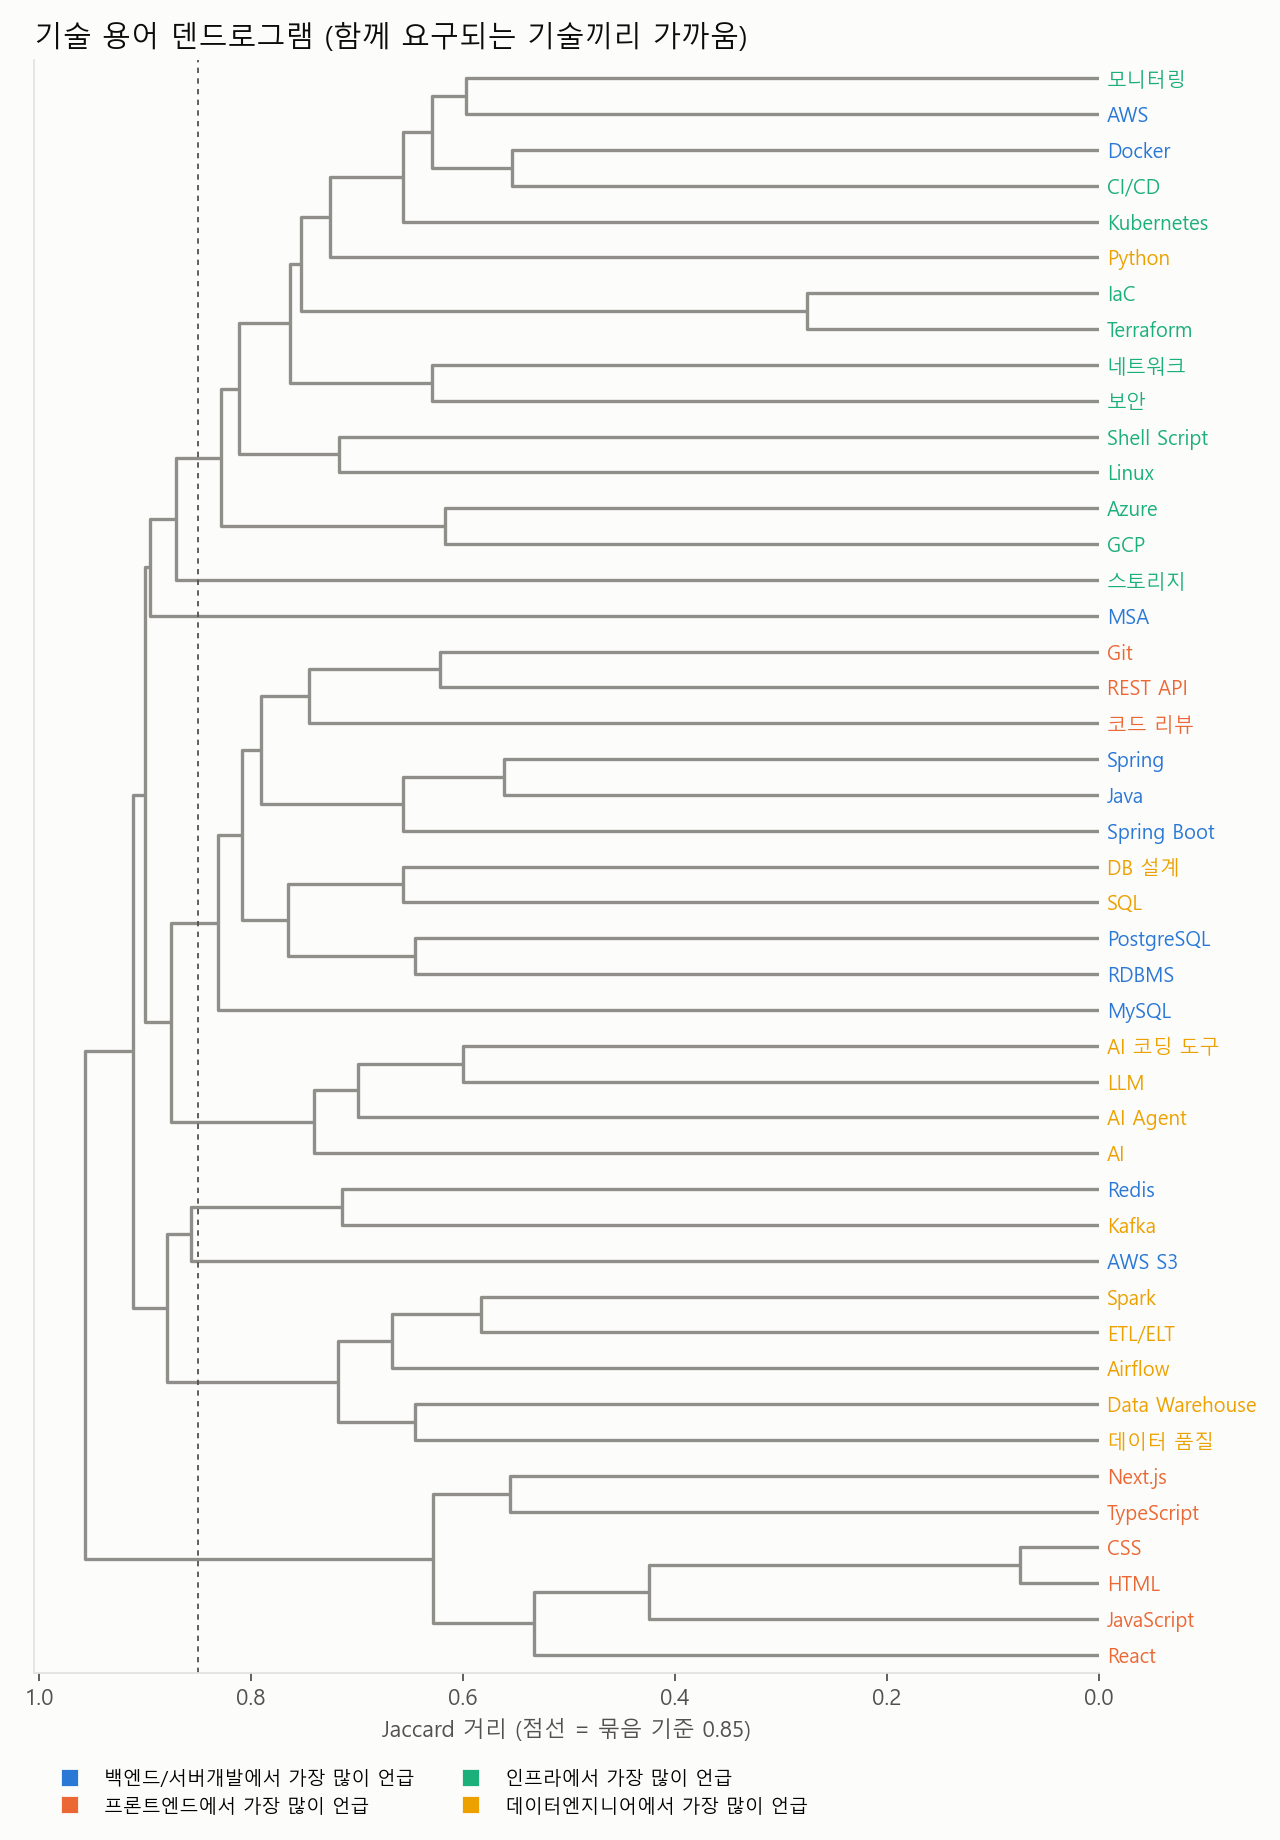 기술 용어 덴드로그램 (함께 요구되는 기술끼리 가까움)
모니터링
AWS
Docker
CI/CD
Kubernetes
Python
IaC
Terraform
네트워크
보안
Shell Script
Linux
Azure
GCP
스토리지
MSA
Git
REST API
코드 리뷰
Spring
Java
Spring Boot
DB 설계
SQL
PostgreSQL
RDBMS
MySQL
AI 코딩 도구
LLM
AI Agent
AI
Redis
Kafka
AWS S3
Spark
ETL/ELT
Airflow
Data Warehouse
데이터 품질
Next.js
TypeScript
CSS
HTML
JavaScript
React
1.0 0.8 0.6 0.4 0.2 0.0
Jaccard 거리 (점선 = 묶음 기준 0.85)
백엔드/서버개발에서 가장 많이 언급
프론트엔드에서 가장 많이 언급
인프라에서 가장 많이 언급
데이터엔지니어에서 가장 많이 언급